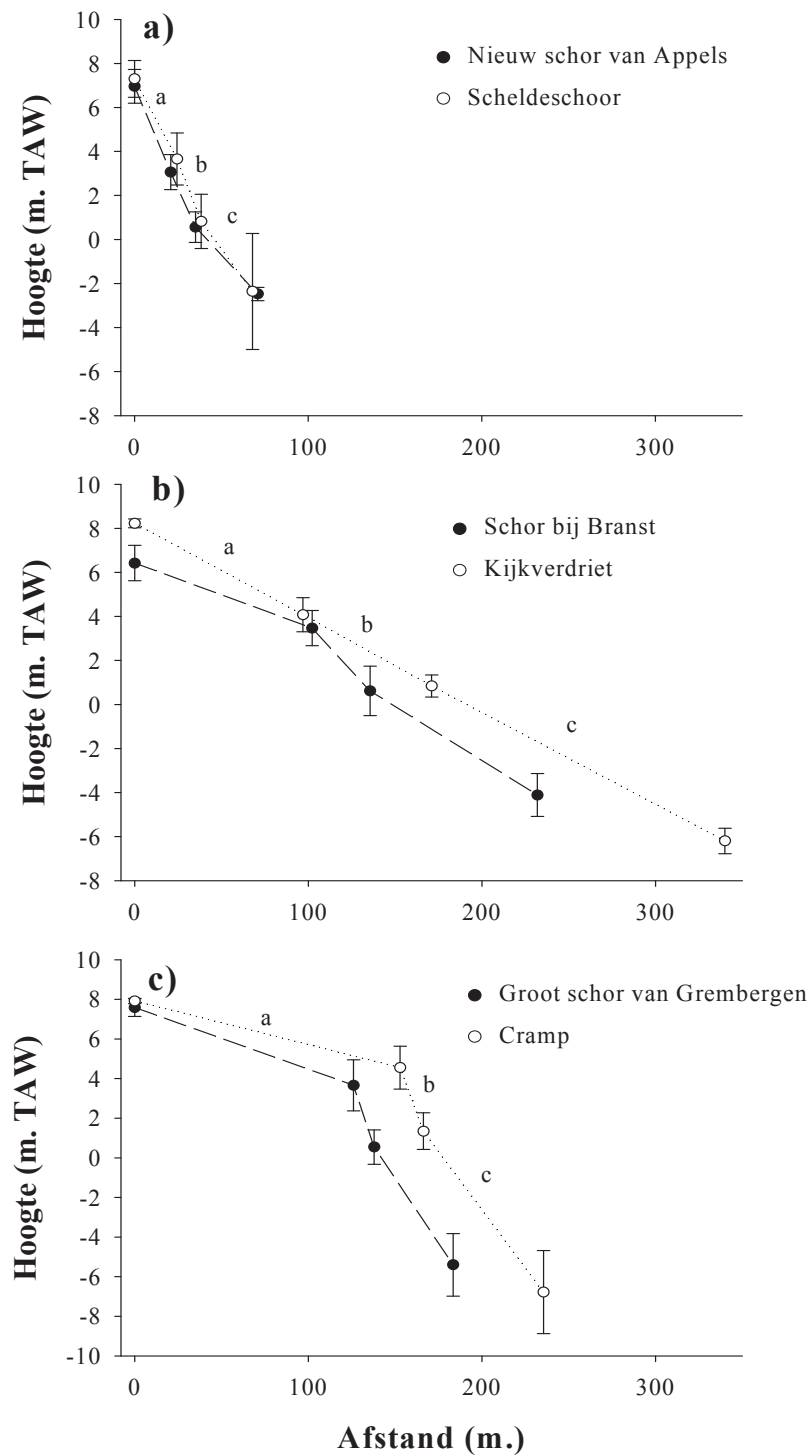 a)
Nieuw schor van Appels
Scheldeschoor
10
8
6
4
2
0
-2
-4
-6
-8
Hoogte (m. TAW)
a
b
c
0 100 200 300
b)
Schor bij Branst
Kijkverdriet
10
8
6
4
2
0
-2
-4
-6
-8
Hoogte (m. TAW)
a
b
c
0 100 200 300
c)
Groot schor van Grembergen
Cramp
10
8
6
4
2
0
-2
-4
-6
-8
-10
Hoogte (m. TAW)
a
b
c
0 100 200 300
Afstand (m.)